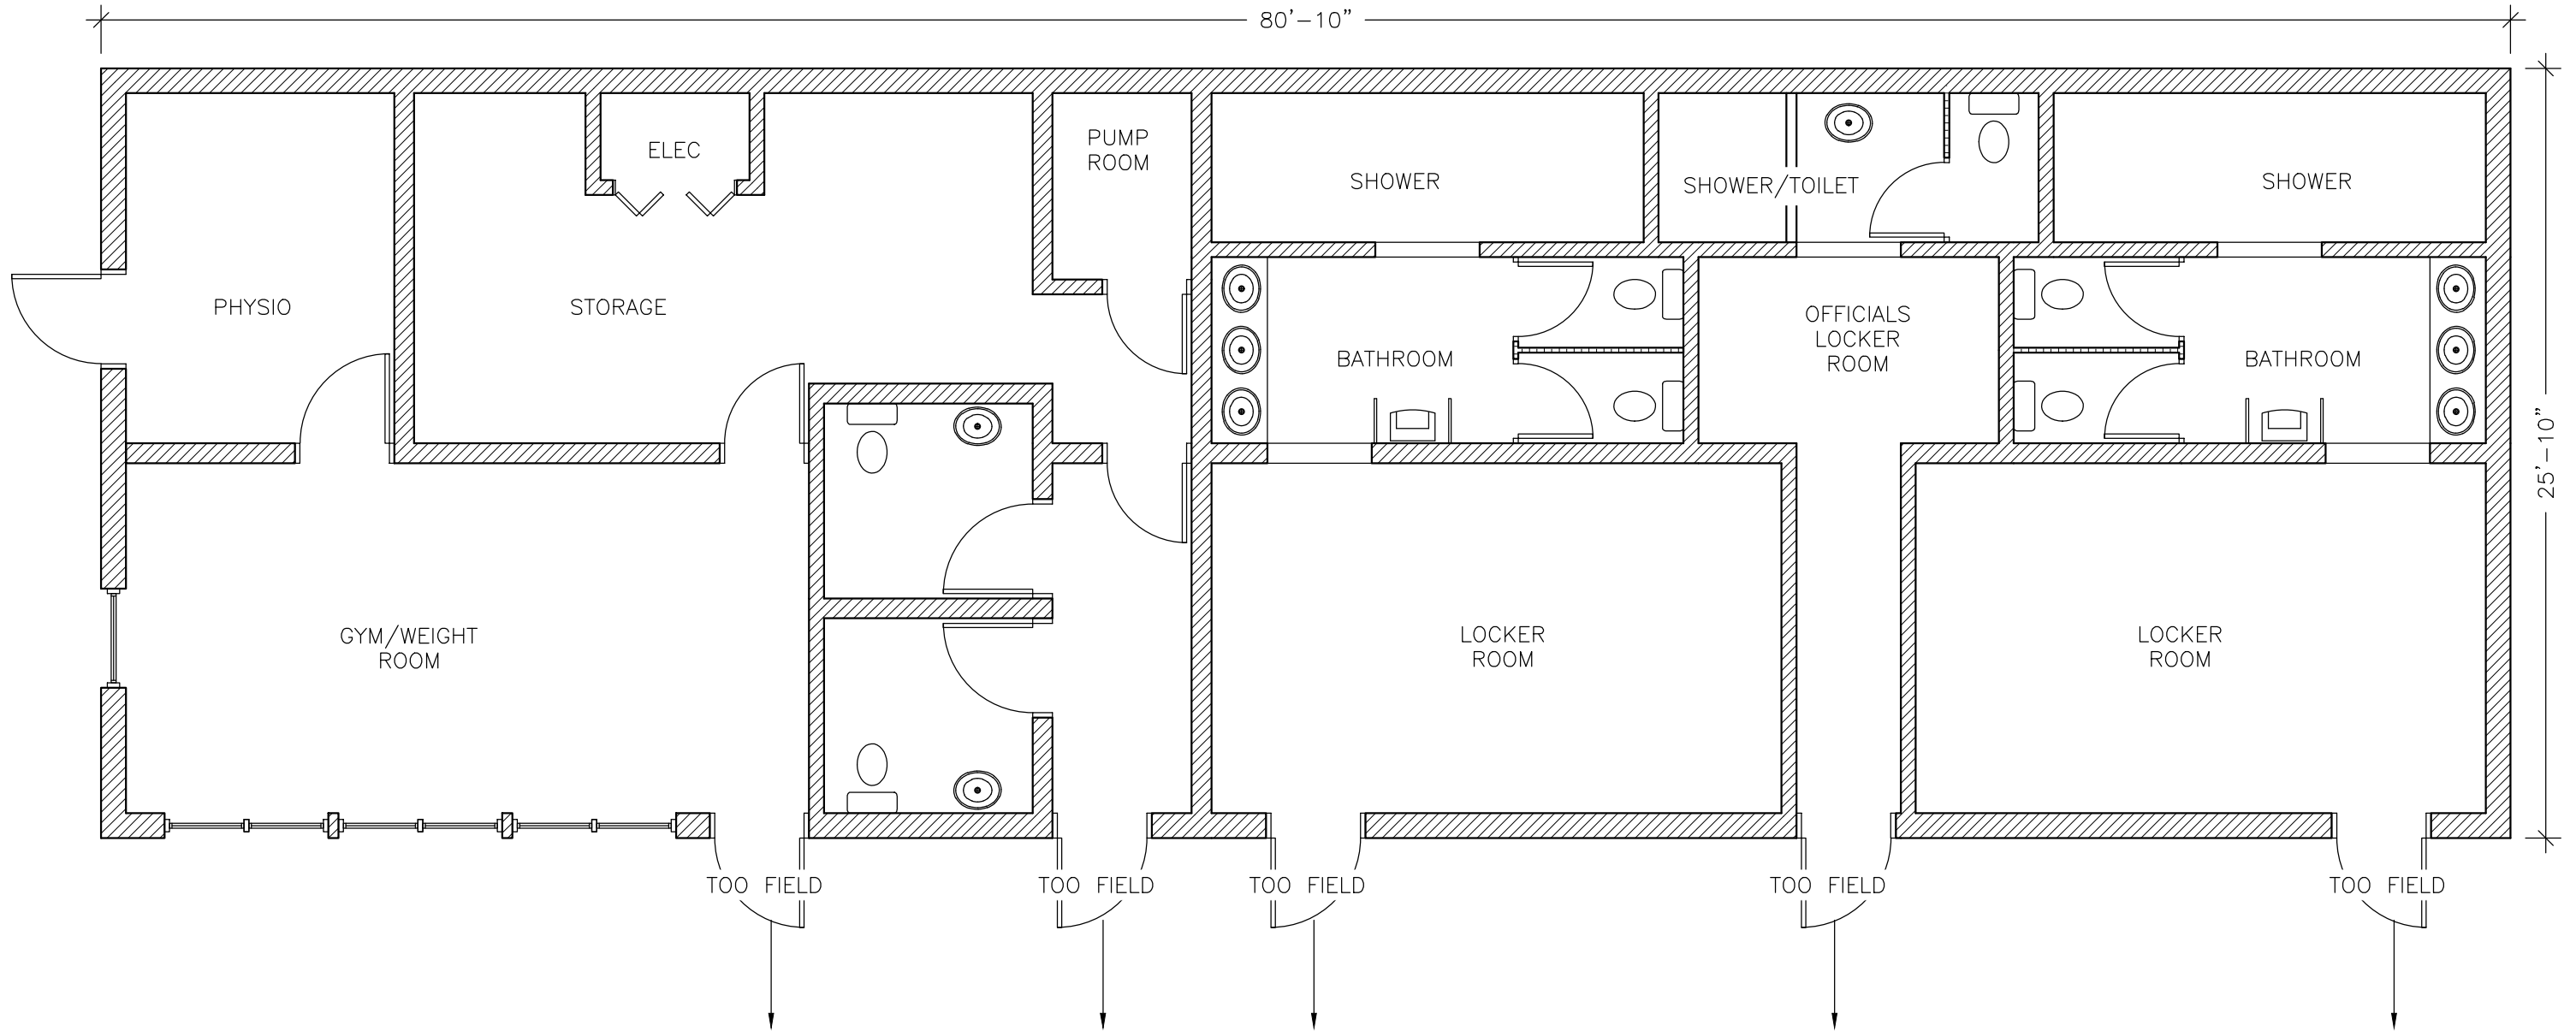 80'-10"
PUMP
ROOM
ELEC
SHOWER
SHOWER/TOILET
SHOWER
PHYSIO
STORAGE
OFFICIALS
LOCKER
ROOM
BATHROOM
BATHROOM
25'-10"
GYM/WEIGHT
ROOM
LOCKER
ROOM
LOCKER
ROOM
TOO FIELD
TOO FIELD
TOO FIELD
TOO FIELD
TOO FIELD